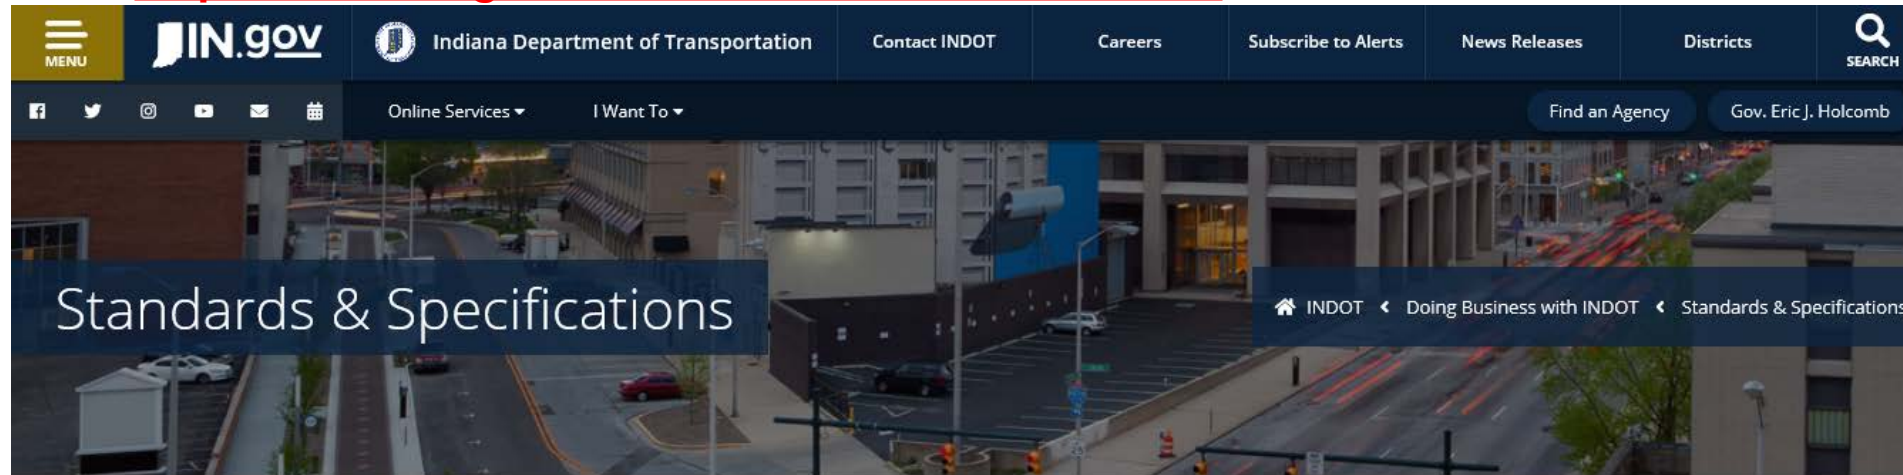 IN.gov Indiana Department of Transportation Contact INDOT Careers Subscribe to Alerts News Releases Districts
MENU SEARCH
Online Services I Want To Find an Agency Gov. Eric J. Holcomb
Standards & Specifications
INDOT Doing Business with INDOT Standards & Specifications